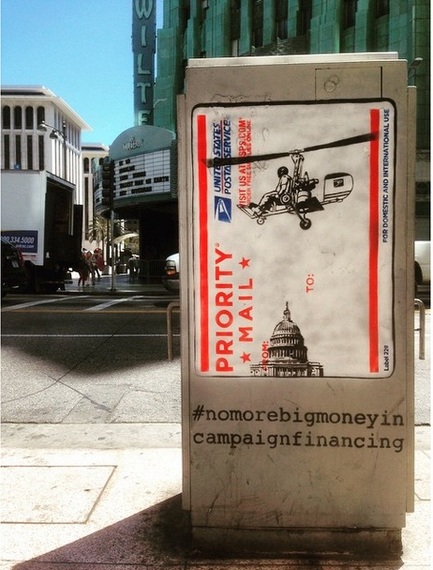 WILT
UNITED STATES
POSTAL SERVICE
VISIT US AT USPS.COM
PRIORITY
★ MAIL ★
FROM:
TO:
FOR DOMESTIC AND INTERNATIONAL USE
Label 228
#nomorebigmoneyin
campaignfinancing